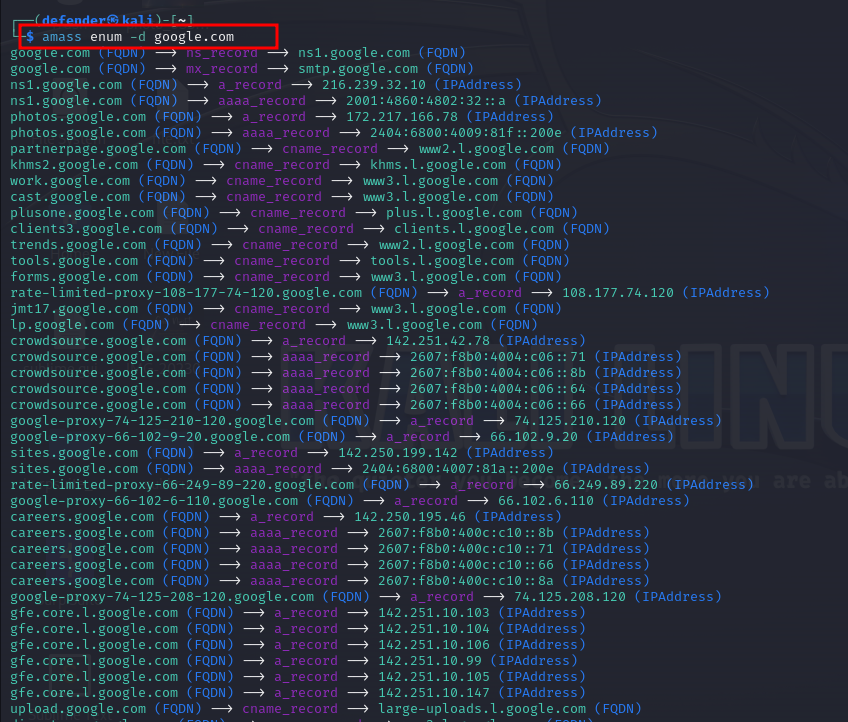 ┌──(defender㉿kali)-[~]
└─$ amass enum -d google.com
google.com (FQDN) ⟶ ns_record ⟶ ns1.google.com (FQDN)
google.com (FQDN) ⟶ mx_record ⟶ smtp.google.com (FQDN)
ns1.google.com (FQDN) ⟶ a_record ⟶ 216.239.32.10 (IPAddress)
ns1.google.com (FQDN) ⟶ aaaa_record ⟶ 2001:4860:4802:32::a (IPAddress)
photos.google.com (FQDN) ⟶ a_record ⟶ 172.217.166.78 (IPAddress)
photos.google.com (FQDN) ⟶ aaaa_record ⟶ 2404:6800:4009:81f::200e (IPAddress)
partnerpage.google.com (FQDN) ⟶ cname_record ⟶ www2.l.google.com (FQDN)
khms2.google.com (FQDN) ⟶ cname_record ⟶ khms.l.google.com (FQDN)
work.google.com (FQDN) ⟶ cname_record ⟶ www3.l.google.com (FQDN)
cast.google.com (FQDN) ⟶ cname_record ⟶ www3.l.google.com (FQDN)
plusone.google.com (FQDN) ⟶ cname_record ⟶ plus.l.google.com (FQDN)
clients3.google.com (FQDN) ⟶ cname_record ⟶ clients.l.google.com (FQDN)
trends.google.com (FQDN) ⟶ cname_record ⟶ www2.l.google.com (FQDN)
tools.google.com (FQDN) ⟶ cname_record ⟶ tools.l.google.com (FQDN)
forms.google.com (FQDN) ⟶ cname_record ⟶ www3.l.google.com (FQDN)
rate-limited-proxy-108-177-74-120.google.com (FQDN) ⟶ a_record ⟶ 108.177.74.120 (IPAddress)
jmt17.google.com (FQDN) ⟶ cname_record ⟶ www3.l.google.com (FQDN)
lp.google.com (FQDN) ⟶ cname_record ⟶ www3.l.google.com (FQDN)
crowdsource.google.com (FQDN) ⟶ a_record ⟶ 142.251.42.78 (IPAddress)
crowdsource.google.com (FQDN) ⟶ aaaa_record ⟶ 2607:f8b0:4004:c06::71 (IPAddress)
crowdsource.google.com (FQDN) ⟶ aaaa_record ⟶ 2607:f8b0:4004:c06::8b (IPAddress)
crowdsource.google.com (FQDN) ⟶ aaaa_record ⟶ 2607:f8b0:4004:c06::64 (IPAddress)
crowdsource.google.com (FQDN) ⟶ aaaa_record ⟶ 2607:f8b0:4004:c06::66 (IPAddress)
google-proxy-74-125-210-120.google.com (FQDN) ⟶ a_record ⟶ 74.125.210.120 (IPAddress)
google-proxy-66-102-9-20.google.com (FQDN) ⟶ a_record ⟶ 66.102.9.20 (IPAddress)
sites.google.com (FQDN) ⟶ a_record ⟶ 142.250.199.142 (IPAddress)
sites.google.com (FQDN) ⟶ aaaa_record ⟶ 2404:6800:4007:81a::200e (IPAddress)
rate-limited-proxy-66-249-89-220.google.com (FQDN) ⟶ a_record ⟶ 66.249.89.220 (IPAddress)
google-proxy-66-102-6-110.google.com (FQDN) ⟶ a_record ⟶ 66.102.6.110 (IPAddress)
careers.google.com (FQDN) ⟶ a_record ⟶ 142.250.195.46 (IPAddress)
careers.google.com (FQDN) ⟶ aaaa_record ⟶ 2607:f8b0:400c:c10::8b (IPAddress)
careers.google.com (FQDN) ⟶ aaaa_record ⟶ 2607:f8b0:400c:c10::71 (IPAddress)
careers.google.com (FQDN) ⟶ aaaa_record ⟶ 2607:f8b0:400c:c10::66 (IPAddress)
careers.google.com (FQDN) ⟶ aaaa_record ⟶ 2607:f8b0:400c:c10::8a (IPAddress)
google-proxy-74-125-208-120.google.com (FQDN) ⟶ a_record ⟶ 74.125.208.120 (IPAddress)
gfe.core.l.google.com (FQDN) ⟶ a_record ⟶ 142.251.10.103 (IPAddress)
gfe.core.l.google.com (FQDN) ⟶ a_record ⟶ 142.251.10.104 (IPAddress)
gfe.core.l.google.com (FQDN) ⟶ a_record ⟶ 142.251.10.106 (IPAddress)
gfe.core.l.google.com (FQDN) ⟶ a_record ⟶ 142.251.10.99 (IPAddress)
gfe.core.l.google.com (FQDN) ⟶ a_record ⟶ 142.251.10.105 (IPAddress)
gfe.core.l.google.com (FQDN) ⟶ a_record ⟶ 142.251.10.147 (IPAddress)
upload.google.com (FQDN) ⟶ cname_record ⟶ large-uploads.l.google.com (FQDN)